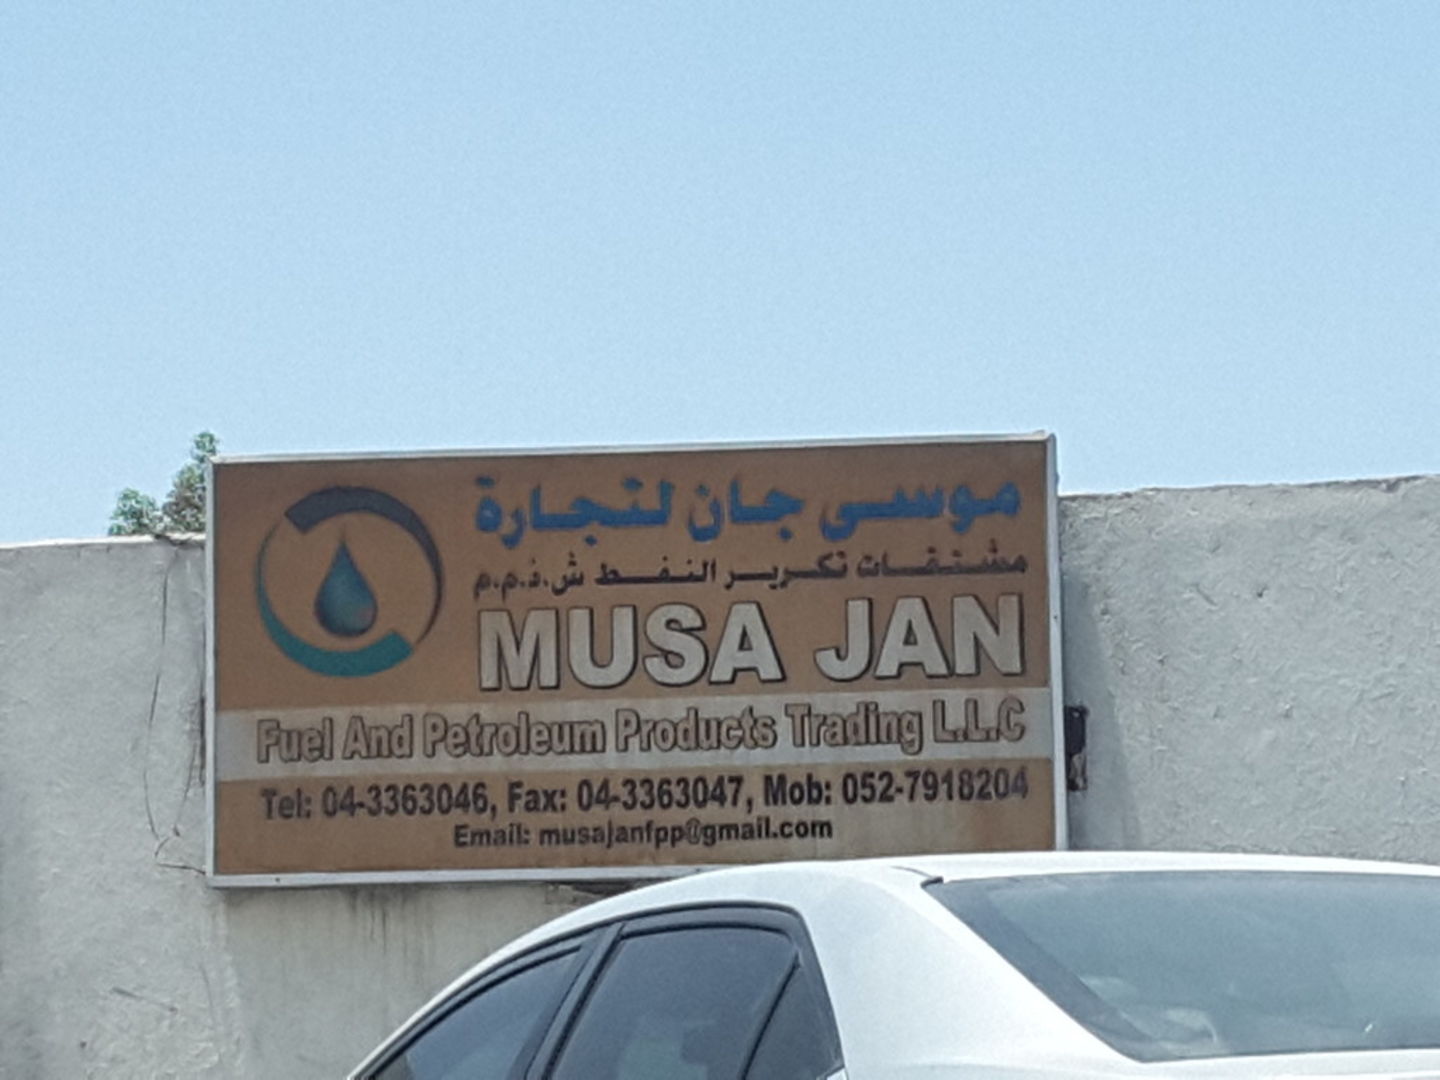 موسى جان لتجارة
مشتقات تكرير النفط ش.ذ.م.م
MUSA JAN
Fuel And Petroleum Products Trading L.L.C
Tel: 04-3363046, Fax: 04-3363047, Mob: 052-7918204
Email: musajanfpp@gmail.com